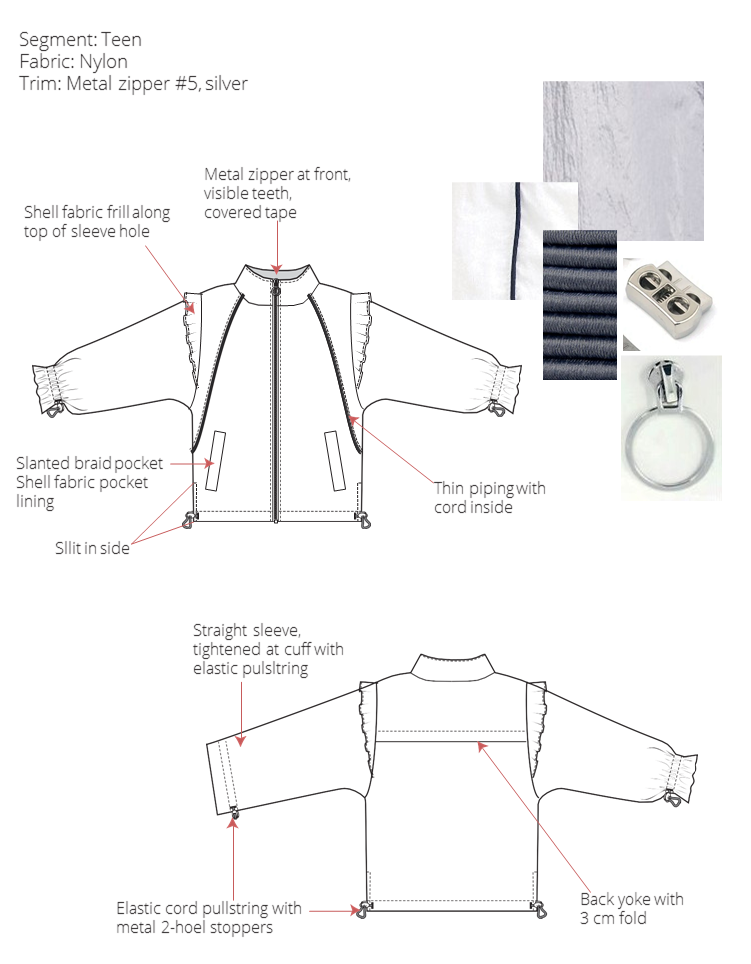 Segment: Teen
Fabric: Nylon
Trim: Metal zipper #5, silver
Metal zipper at front,
visible teeth,
covered tape
Shell fabric frill along
top of sleeve hole
Slanted braid pocket
Shell fabric pocket
lining
Thin piping with
cord inside
Sllit in side
Straight sleeve,
tightened at cuff with
elastic pulsltring
Elastic cord pullstring with
metal 2-hoel stoppers
Back yoke with
3 cm fold